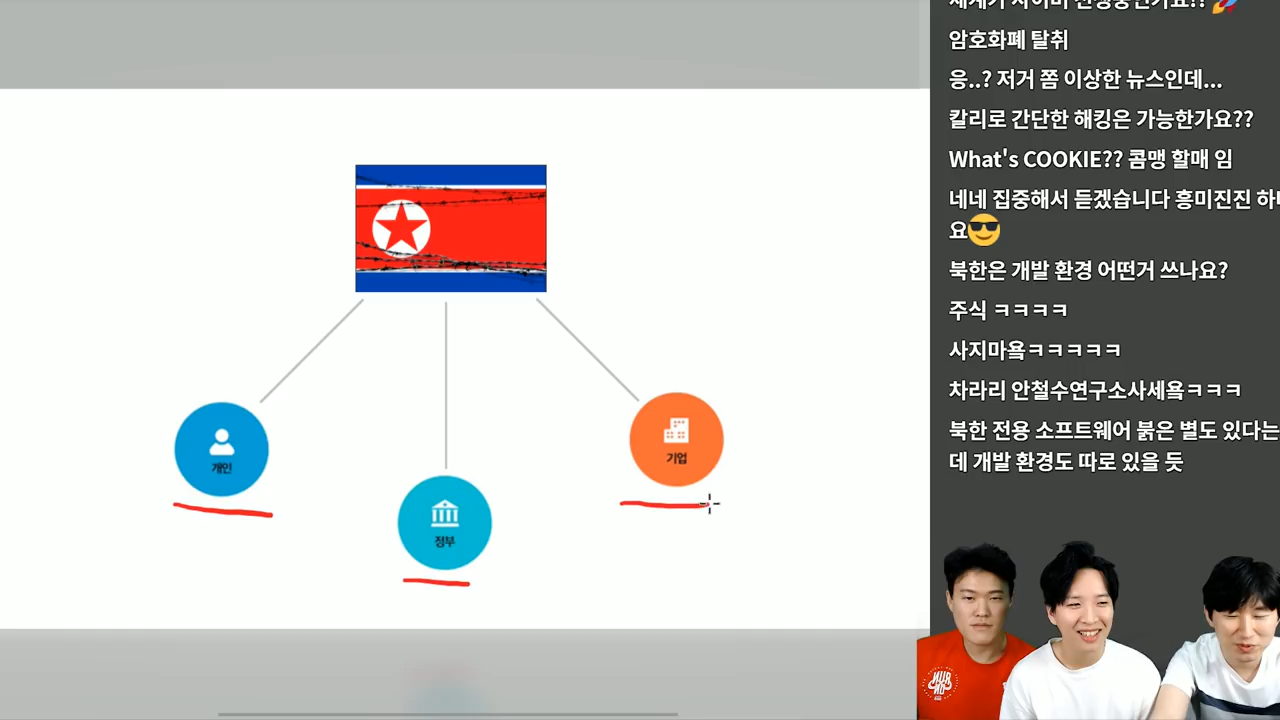 개인
정부
기업
암호화폐 탈취
응..? 저거 쫌 이상한 뉴스인데...
칼리로 간단한 해킹은 가능한가요??
What's COOKIE?? 콤맹 할매 임
네네 집중해서 듣겠습니다 흥미진진 하네
요😎
북한은 개발 환경 어떤거 쓰나요?
주식 ㅋㅋㅋㅋ
사지마욬ㅋㅋㅋㅋㅋ
차라리 안철수연구소사세욬ㅋㅋㅋ
북한 전용 소프트웨어 붉은 별도 있다는
데 개발 환경도 따로 있을 듯